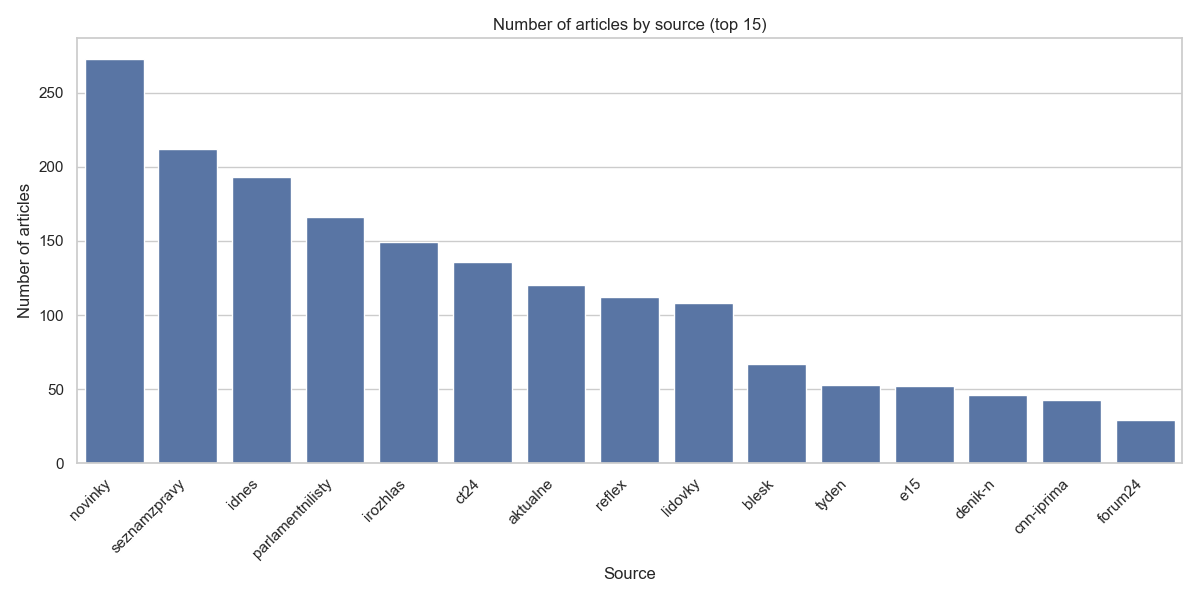 Number of articles by source (top 15)
Number of articles
250
200
150
100
50
0
novinky
seznamzpravy
idnes
parlamentnilisty
irozhlas
ct24
aktualne
reflex
lidovky
blesk
tyden
e15
denik-n
cnn-iprima
forum24
Source